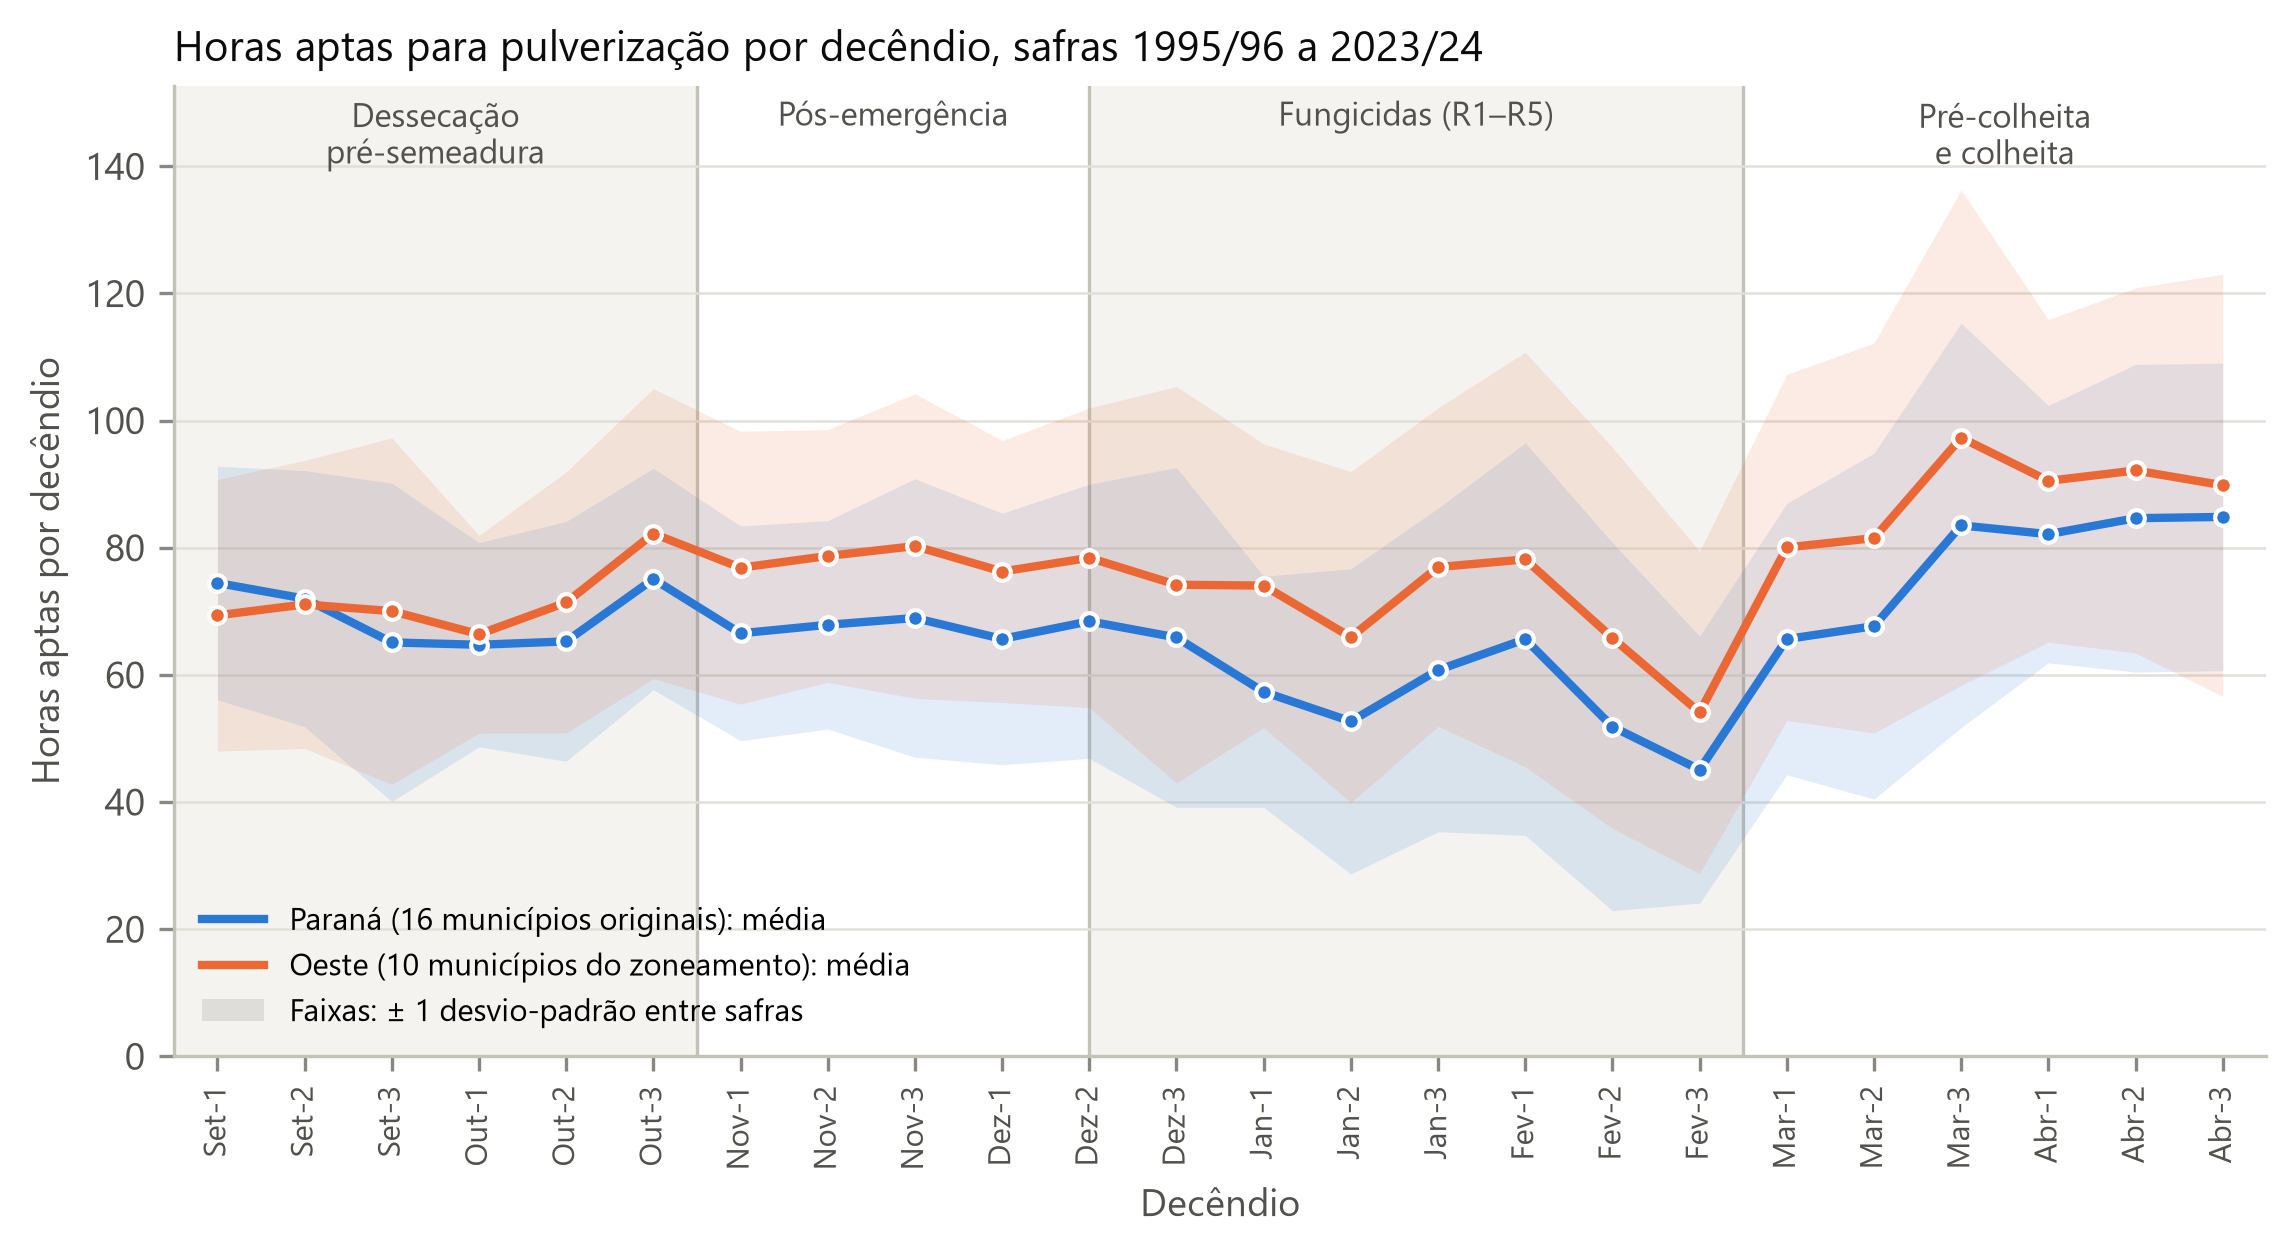 Horas aptas para pulverização por decêndio, safras 1995/96 a 2023/24
Dessecação
pré-semeadura
Pós-emergência
Fungicidas (R1–R5)
Pré-colheita
e colheita
Horas aptas por decêndio
140
120
100
80
60
40
20
0
Paraná (16 municípios originais): média
Oeste (10 municípios do zoneamento): média
Faixas: ± 1 desvio-padrão entre safras
Set-1
Set-2
Set-3
Out-1
Out-2
Out-3
Nov-1
Nov-2
Nov-3
Dez-1
Dez-2
Dez-3
Jan-1
Jan-2
Jan-3
Fev-1
Fev-2
Fev-3
Mar-1
Mar-2
Mar-3
Abr-1
Abr-2
Abr-3
Decêndio